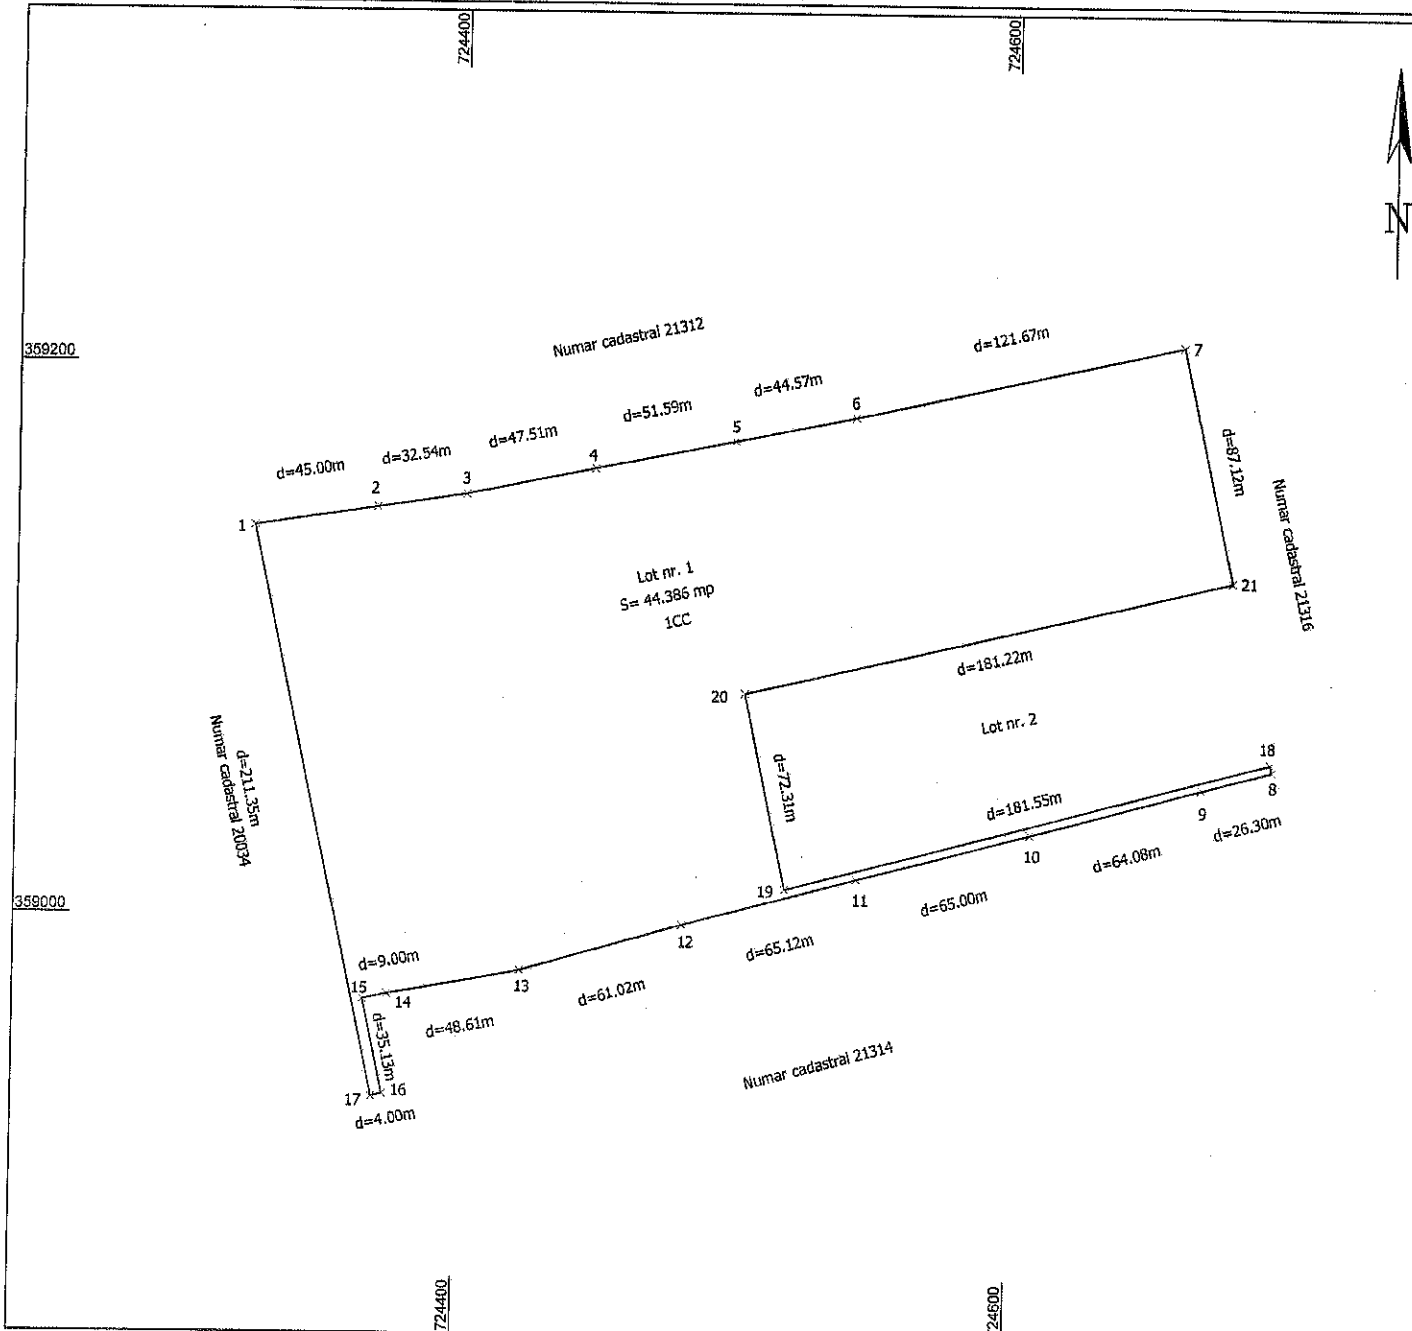 724400
724600
N
359200
Numar cadastral 21312
d=121.67m
7
d=44.57m
6
d=51.59m
5
d=47.51m
4
d=32.54m
3
d=45.00m
2
1
d=87.12m
Numar cadastral 21316
Lot nr. 1
S= 44.386 mp
1CC
21
d=181.22m
20
Lot nr. 2
Numar cadastral 20034
d=211.35m
d=72.31m
18
8
d=181.55m
9
d=26.30m
10
d=64.08m
19
11
d=65.00m
359000
12
d=65.12m
d=9.00m
15
14
13
d=61.02m
d=48.61m
d=35.13m
Numar cadastral 21314
17
16
d=4.00m
724400
724600